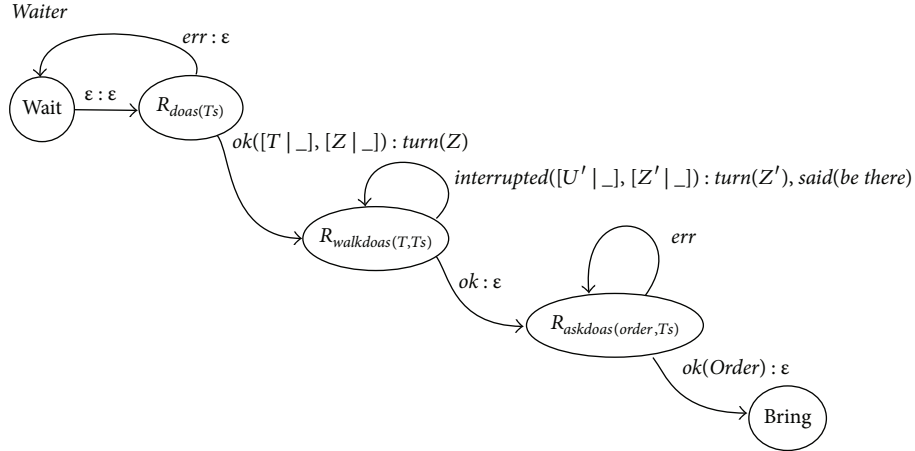 Waiter
err : ε
Wait
ε : ε
R_doas(Ts)
ok([T | _], [Z | _]) : turn(Z)
interrupted([U′ | _], [Z′ | _]) : turn(Z′), said(be there)
R_walkdoas(T,Ts)
err
ok : ε
R_askdoas(order,Ts)
ok(Order) : ε
Bring